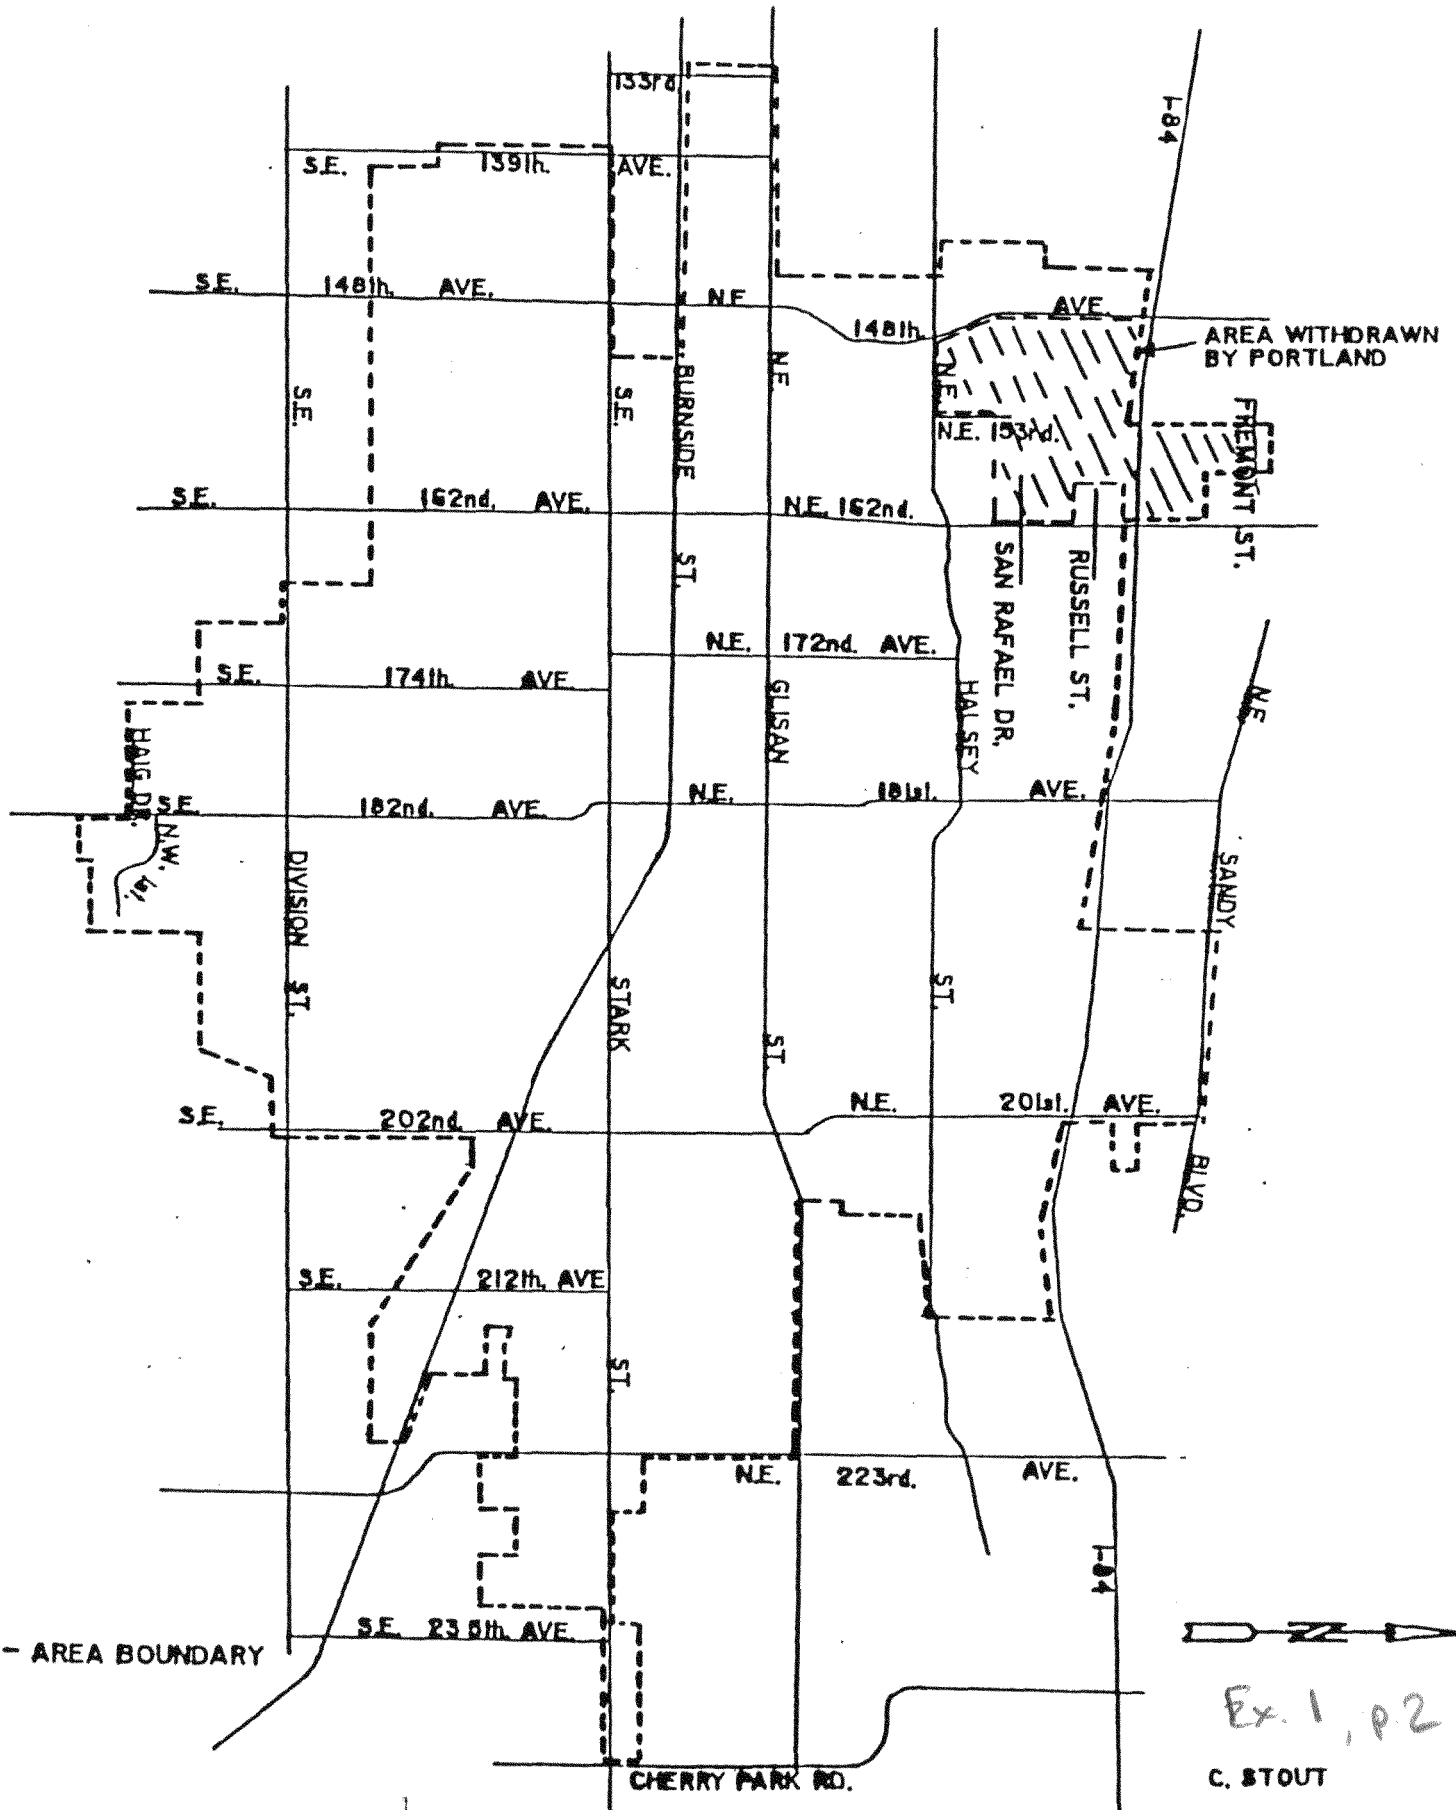 133rd
S.E. 139th. AVE.
I-84
S.E. 148th. AVE. N.E. 148th. AVE.
AREA WITHDRAWN
BY PORTLAND
S.E.
S.E.
BURNSIDE
N.E.
N.E.
N.E. 153rd.
FREMONT ST.
S.E. 162nd. AVE. N.E. 162nd.
ST.
SAN RAFAEL DR.
RUSSELL ST.
N.E. 172nd. AVE.
S.E. 174th. AVE.
GLISAN
HALSEY
N.E.
HAIG DR.
S.E. 182nd. AVE. N.E. 181st. AVE.
N.W. 1st.
DIVISION
ST.
SANDY
STARK
ST.
ST.
S.E. 202nd. AVE. N.E. 201st. AVE.
BLVD.
S.E. 212th. AVE
ST.
N.E. 223rd. AVE.
I-84
S.E. 235th. AVE.
- AREA BOUNDARY
N
Ex. 1, p.2
CHERRY PARK RD.
C. STOUT